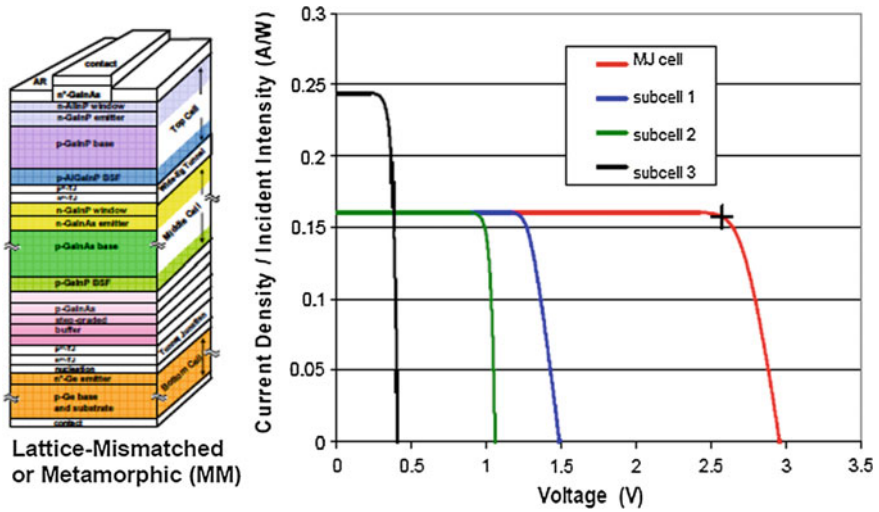 contact
AR
n⁺-GaInAs
n-AlInP window
n-GaInP emitter
p-GaInP base
p-AlGaInP BSF
Top Cell
Wide-Eg Tunnel
n-GaInP window
n-GaInAs emitter
p-GaInAs base
p-GaInP BSF
Middle Cell
p-GaInAs
step-graded
buffer
Tunnel Junction
nucleation
n⁺-Ge emitter
p-Ge base
and substrate
contact
Bottom Cell
Lattice-Mismatched
or Metamorphic (MM)
Current Density / Incident Intensity (A/W)
0.3
0.25
0.2
0.15
0.1
0.05
0
MJ cell
subcell 1
subcell 2
subcell 3
0 0.5 1 1.5 2 2.5 3 3.5
Voltage (V)